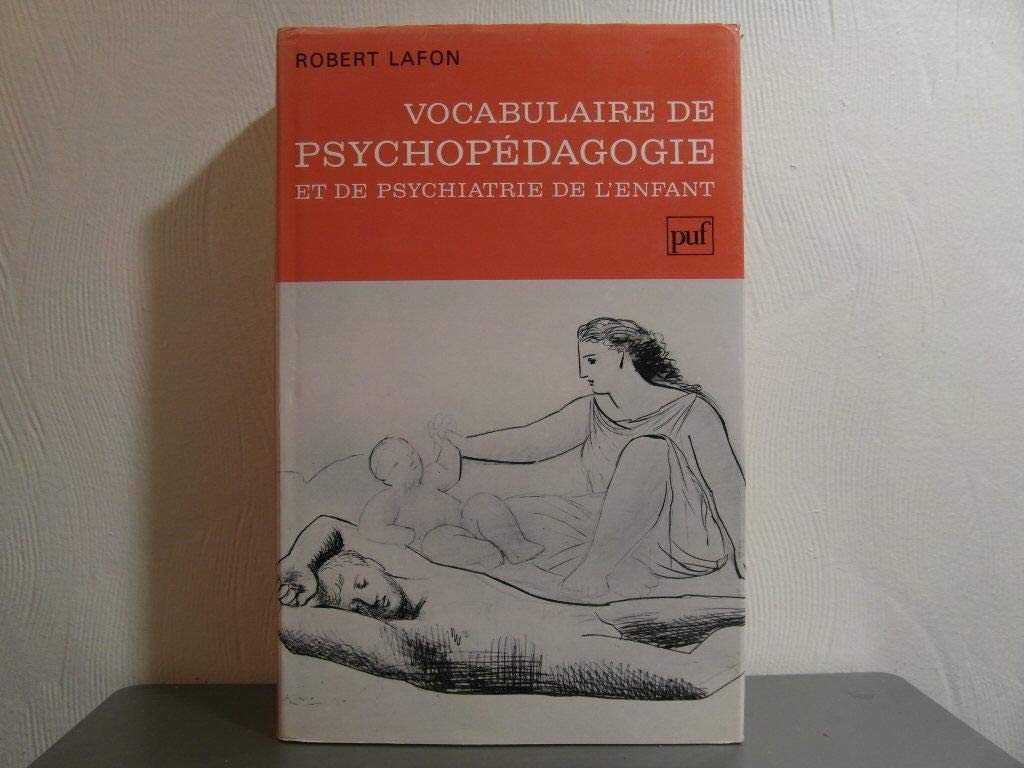 ROBERT LAFON
VOCABULAIRE DE
PSYCHOPÉDAGOGIE
ET DE PSYCHIATRIE DE L'ENFANT
puf